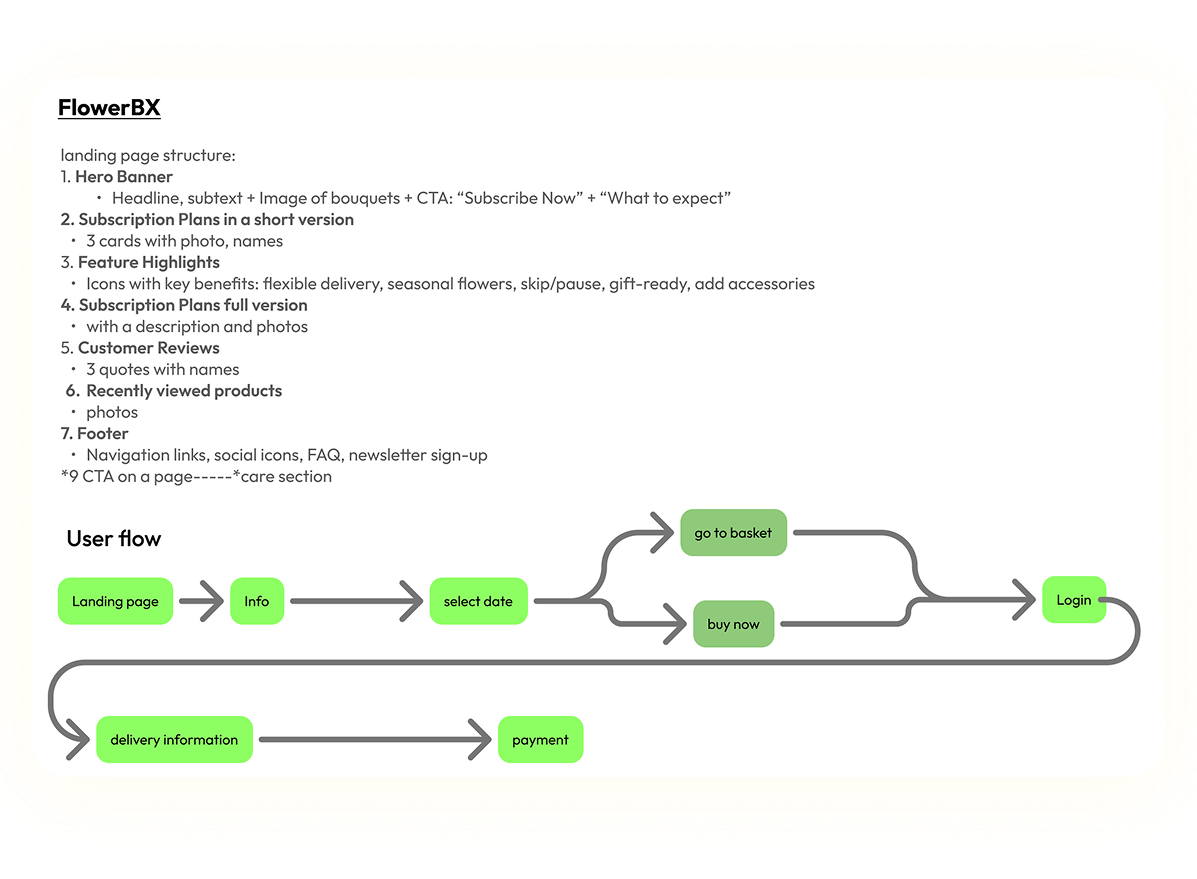 FlowerBX
landing page structure:
1. Hero Banner
• Headline, subtext + Image of bouquets + CTA: “Subscribe Now” + “What to expect”
2. Subscription Plans in a short version
• 3 cards with photo, names
3. Feature Highlights
• Icons with key benefits: flexible delivery, seasonal flowers, skip/pause, gift-ready, add accessories
4. Subscription Plans full version
• with a description and photos
5. Customer Reviews
• 3 quotes with names
6. Recently viewed products
• photos
7. Footer
• Navigation links, social icons, FAQ, newsletter sign-up
*9 CTA on a page-----*care section
User flow
Landing page
Info
select date
go to basket
buy now
Login
delivery information
payment